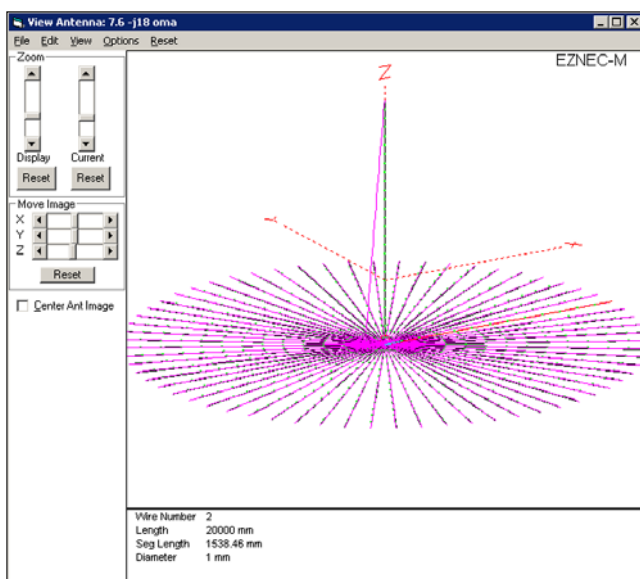 View Antenna: 7.6 -j18 oma
File Edit View Options Reset
Zoom
Display Current
Reset Reset
Move Image
X
Y
Z
Reset
Center Ant Image
EZNEC-M
Z
Y X
Wire Number 2
Length 20000 mm
Seg Length 1538.46 mm
Diameter 1 mm